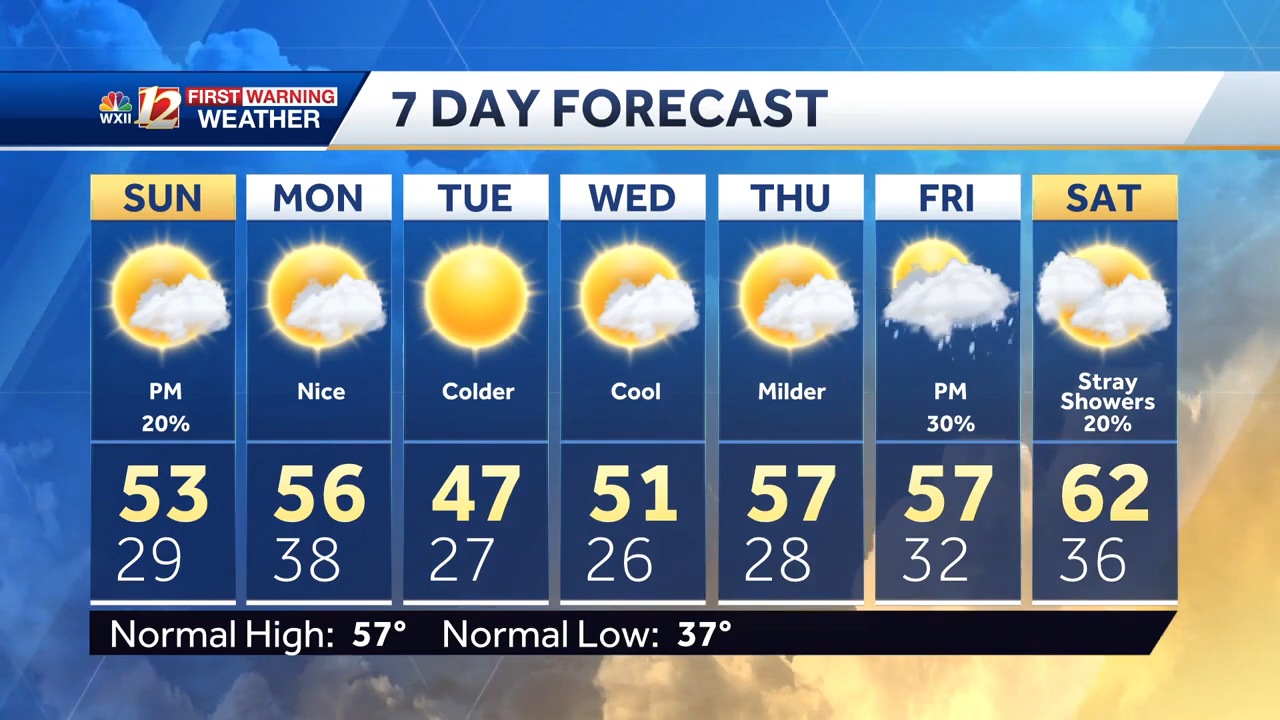 WXII 12 FIRST WARNING
WEATHER
7 DAY FORECAST
SUN MON TUE WED THU FRI SAT
PM
20%
Nice
Colder
Cool
Milder
PM
30%
Stray
Showers
20%
53 56 47 51 57 57 62
29 38 27 26 28 32 36
Normal High: 57° Normal Low: 37°